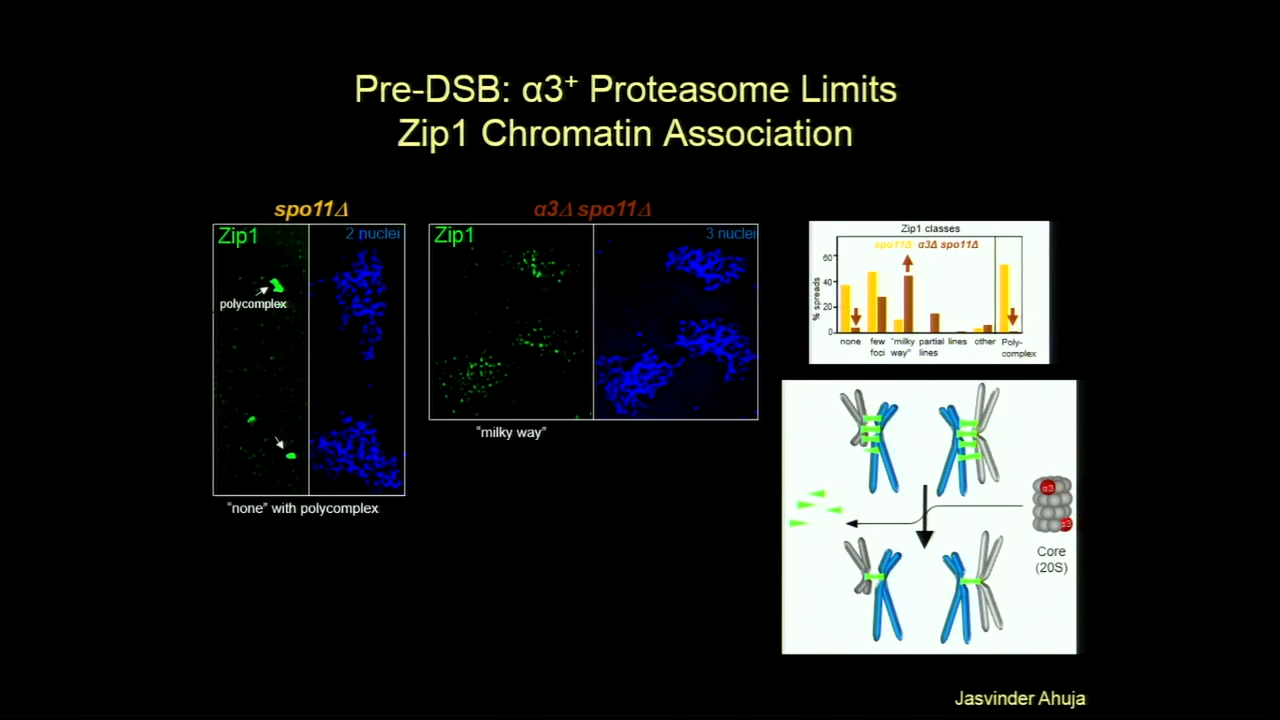 Pre-DSB: α3⁺ Proteasome Limits
Zip1 Chromatin Association
spo11Δ
Zip1
2 nuclei
polycomplex
"none" with polycomplex
α3Δ spo11Δ
Zip1
3 nuclei
"milky way"
Zip1 classes
spo11Δ α3Δ spo11Δ
% spreads
60
40
20
0
none
few foci
"milky way"
partial lines
lines
other
Poly-complex
α3
α3
Core
(20S)
Jasvinder Ahuja